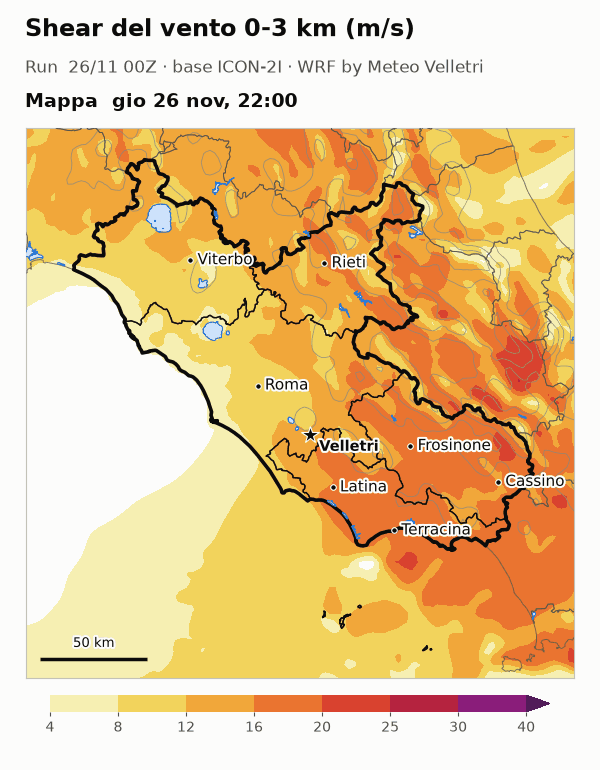 Shear del vento 0-3 km (m/s)
Run  26/11 00Z · base ICON-2I · WRF by Meteo Velletri
Mappa  gio 26 nov, 22:00
Viterbo
Rieti
Roma
Velletri
Frosinone
Cassino
Latina
Terracina
50 km
4 8 12 16 20 25 30 40